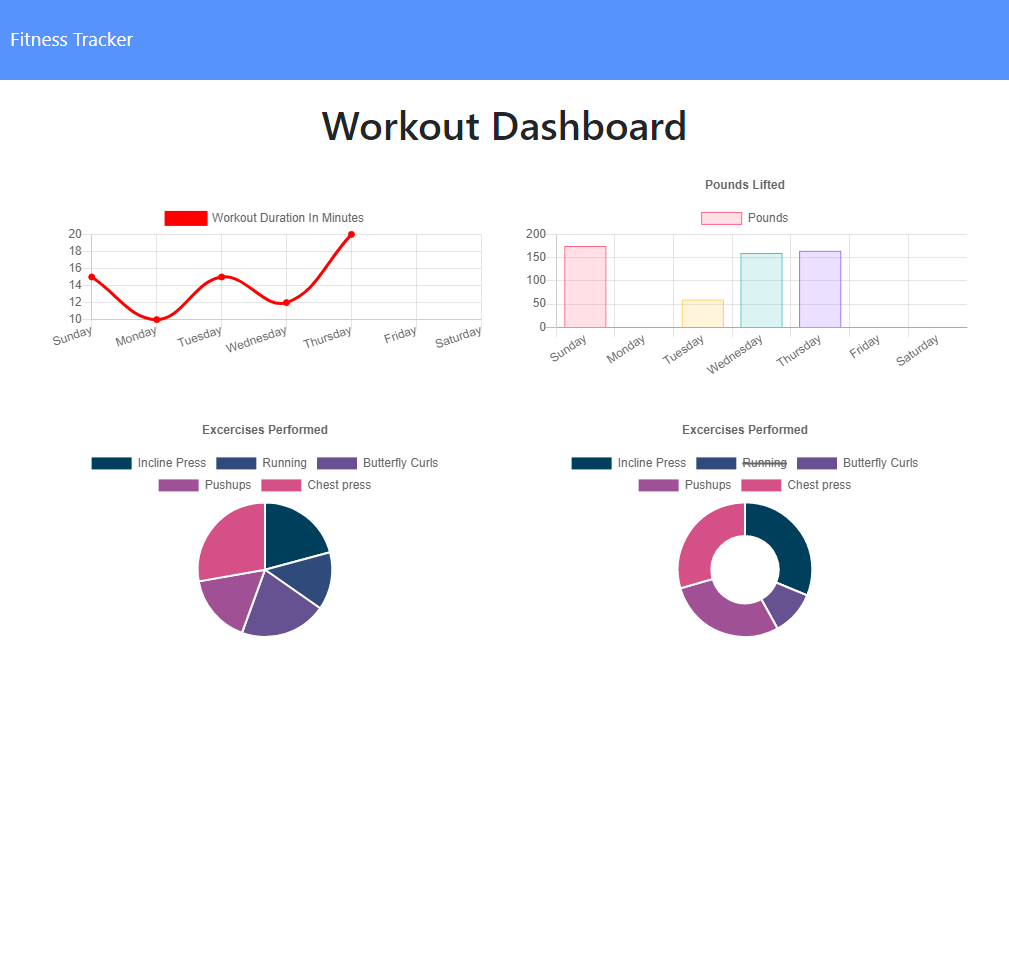 Fitness Tracker
Workout Dashboard
Workout Duration In Minutes
20
18
16
14
12
10
Sunday Monday Tuesday Wednesday Thursday Friday Saturday
Pounds Lifted
Pounds
200
150
100
50
0
Sunday Monday Tuesday Wednesday Thursday Friday Saturday
Excercises Performed
Incline Press Running Butterfly Curls
Pushups Chest press
Excercises Performed
Incline Press Running Butterfly Curls
Pushups Chest press